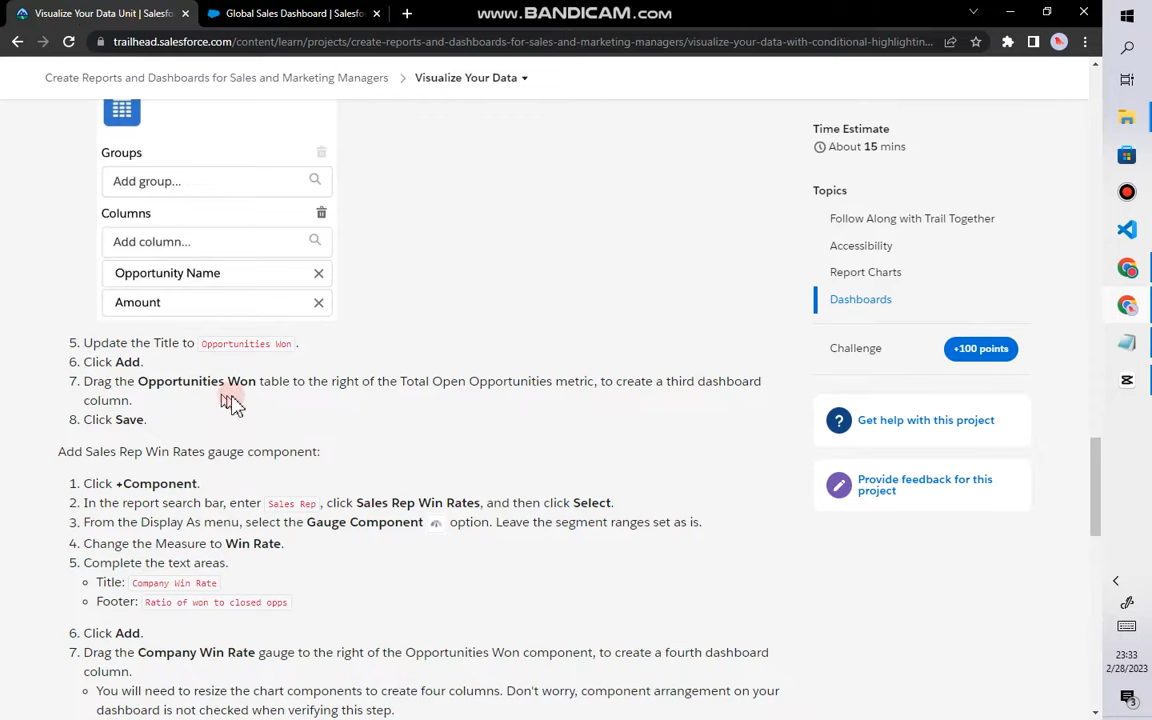 Visualize Your Data Unit | Salesf
Global Sales Dashboard | Salesfo
www.BANDICAM.com
trailhead.salesforce.com/content/learn/projects/create-reports-and-dashboards-for-sales-and-marketing-managers/visualize-your-data-with-conditional-highlightin...
Create Reports and Dashboards for Sales and Marketing Managers > Visualize Your Data
Groups
Add group...
Columns
Add column...
Opportunity Name
Amount
5. Update the Title to Opportunities Won.
6. Click Add.
7. Drag the Opportunities Won table to the right of the Total Open Opportunities metric, to create a third dashboard
column.
8. Click Save.
Add Sales Rep Win Rates gauge component:
1. Click +Component.
2. In the report search bar, enter Sales Rep, click Sales Rep Win Rates, and then click Select.
3. From the Display As menu, select the Gauge Component option. Leave the segment ranges set as is.
4. Change the Measure to Win Rate.
5. Complete the text areas.
Title: Company Win Rate
Footer: Ratio of won to closed opps
6. Click Add.
7. Drag the Company Win Rate gauge to the right of the Opportunities Won component, to create a fourth dashboard
column.
You will need to resize the chart components to create four columns. Don't worry, component arrangement on your
dashboard is not checked when verifying this step.
Time Estimate
About 15 mins
Topics
Follow Along with Trail Together
Accessibility
Report Charts
Dashboards
Challenge
+100 points
Get help with this project
Provide feedback for this
project
23:33
2/28/2023
3